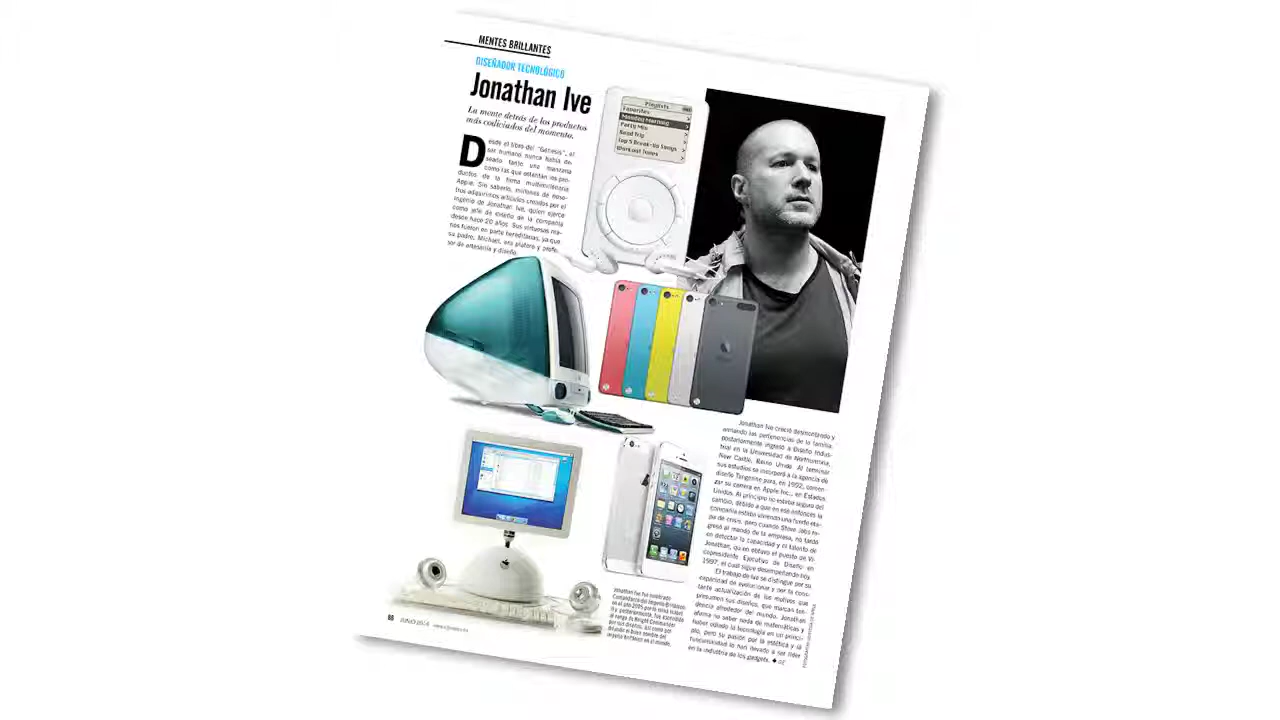 MENTES BRILLANTES
DISEÑADOR TECNOLÓGICO
Jonathan Ive
La mente detrás de los productos
más codiciados del momento.
Desde el libro del "Génesis", el
ser humano nunca había de-
seado tanto una manzana
como las que ostentan los pro-
ductos de la firma multimillonaria
Apple. Sin saberlo, millones de noso-
tros adquirimos artículos creados por el
ingenio de Jonathan Ive, quien ejerce
como jefe de diseño de la compañía
desde hace 20 años. Sus virtuosas ma-
nos fueron en parte hereditarias, ya que
su padre, Michael, era platero y profe-
sor de artesanía y diseño.
Playlists
Favorites
Monday Morning
Party Mix
Road Trip
Top 5 Break-Up Songs
Workout Tunes
Jonathan Ive creció desmontando y
armando las pertenencias de la familia,
posteriormente ingresó a Diseño Indus-
trial en la Universidad de Northumbria,
New Castle, Reino Unido. Al terminar
sus estudios se incorporó a la agencia de
diseño Tangerine para, en 1992, comen-
zar su carrera en Apple Inc., en Estados
Unidos. Al principio no estaba seguro del
cambio, debido a que en ese entonces la
compañía estaba viviendo una fuerte eta-
pa de crisis, pero cuando Steve Jobs re-
gresó al mando de la empresa, no tardó
en detectar la capacidad y el talento de
Jonathan, quien obtuvo el puesto de Vi-
cepresidente Ejecutivo de Diseño en
1997, el cual sigue desempeñando hoy.
El trabajo de Ive se distingue por su
capacidad de evolucionar y por la cons-
tante actualización de los motivos que
presumen sus diseños, que marcan ten-
dencia alrededor del mundo. Jonathan
afirma no saber nada de matemáticas y
haber odiado la tecnología en un princi-
pio, pero su pasión por la estética y la
funcionalidad lo han llevado a ser líder
en la industria de los gadgets.
Jonathan Ive fue nombrado
Comandante del Imperio Británico
en el año 2005 por la reina Isabel
II y, posteriormente, fue ascendido
al rango de Knight Commander
por sus diseños, así como por
difundir el buen nombre del
Imperio Británico en el mundo.
88 JUNIO 2014